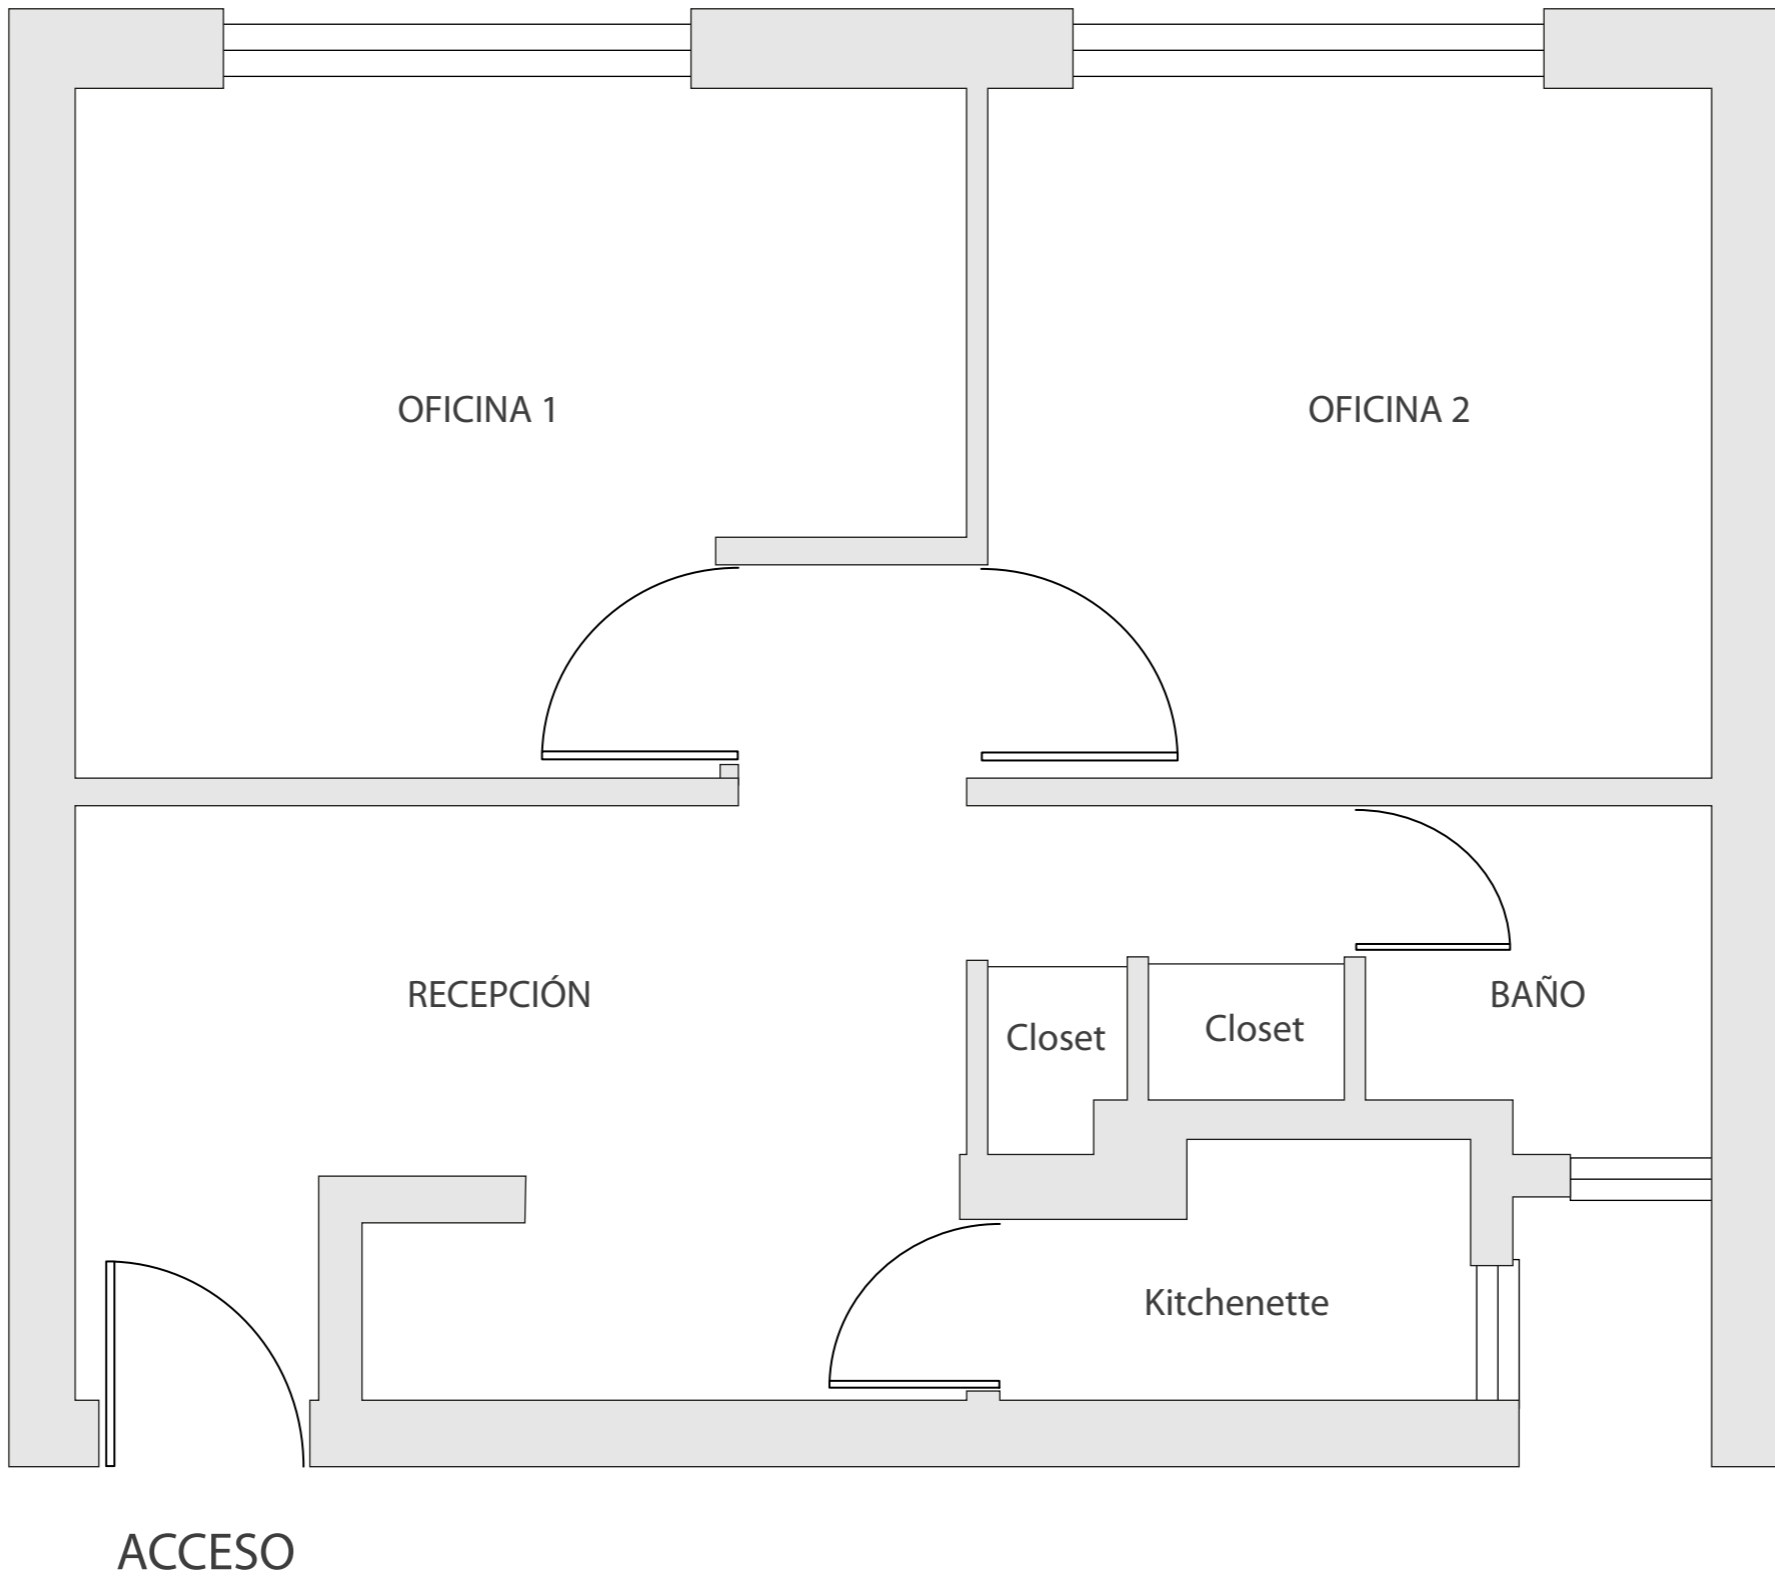 OFICINA 1
OFICINA 2
RECEPCIÓN
Closet
Closet
BAÑO
Kitchenette
ACCESO